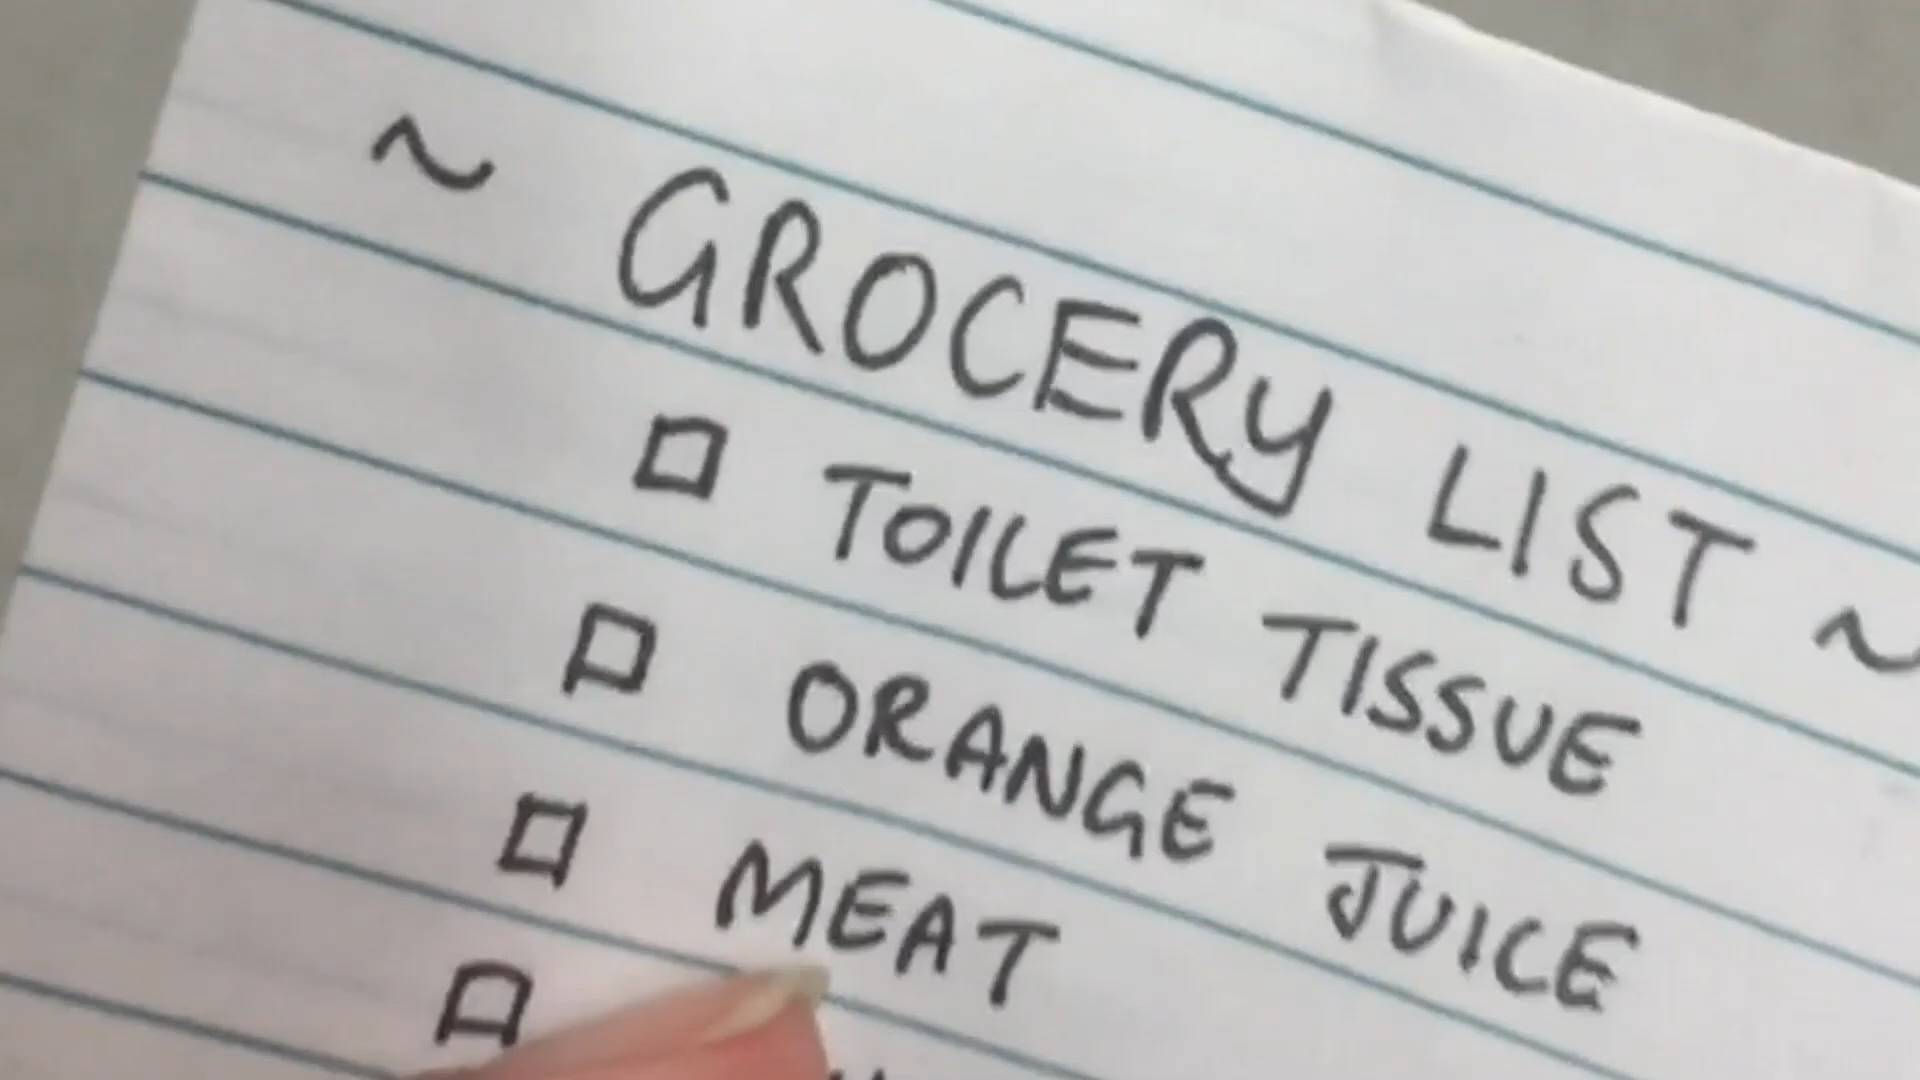 ~ GROCERY LIST ~
□ TOILET TISSUE
□ ORANGE JUICE
□ MEAT
□